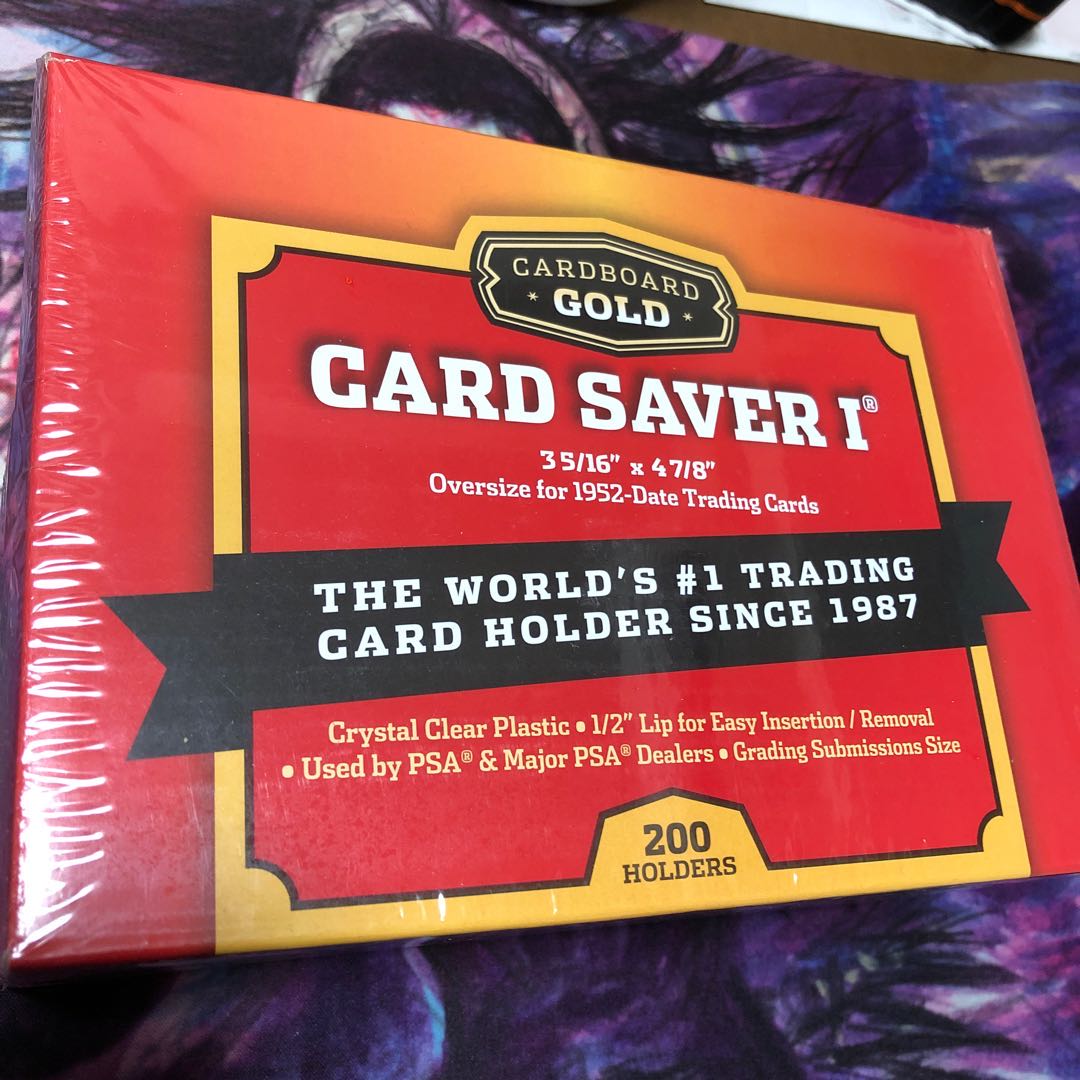 CARDBOARD
* GOLD *
CARD SAVER I®
3 5/16" x 4 7/8"
Oversize for 1952-Date Trading Cards
THE WORLD'S #1 TRADING
CARD HOLDER SINCE 1987
Crystal Clear Plastic • 1/2" Lip for Easy Insertion / Removal
• Used by PSA® & Major PSA® Dealers • Grading Submissions Size
200
HOLDERS